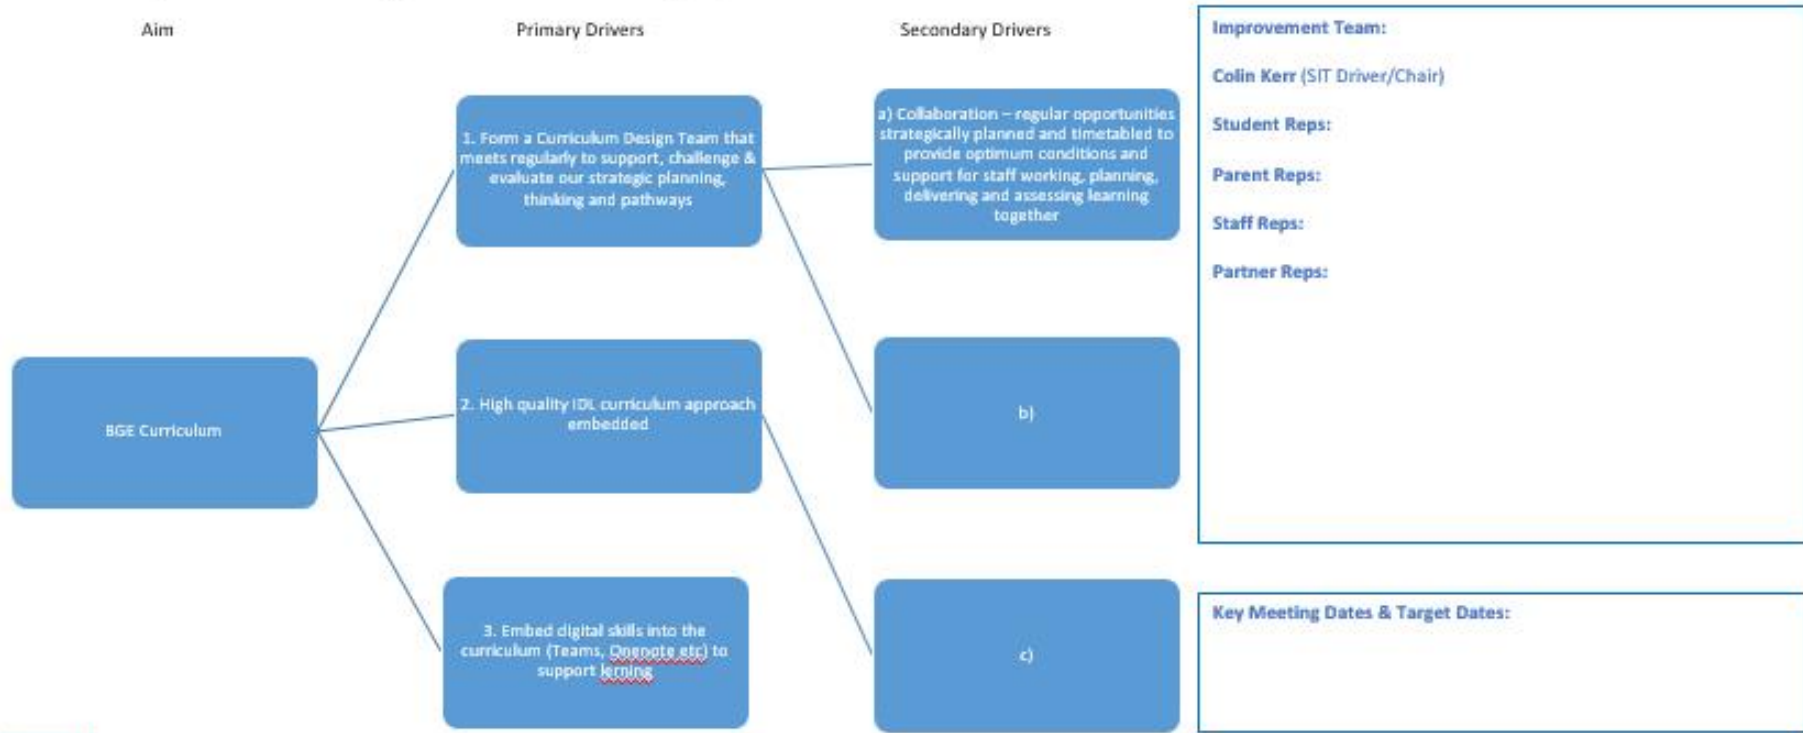 Aim
Primary Drivers
Secondary Drivers
1. Form a Curriculum Design Team that
meets regularly to support, challenge &
evaluate our strategic planning,
thinking and pathways
a) Collaboration – regular opportunities
strategically planned and timetabled to
provide optimum conditions and
support for staff working, planning,
delivering and assessing learning
together
BGE Curriculum
2. High quality IDL curriculum approach
embedded
b)
3. Embed digital skills into the
curriculum (Teams, Onenote etc) to
support lerning
c)
Improvement Team:
Colin Kerr (SIT Driver/Chair)
Student Reps:
Parent Reps:
Staff Reps:
Partner Reps:
Key Meeting Dates & Target Dates: